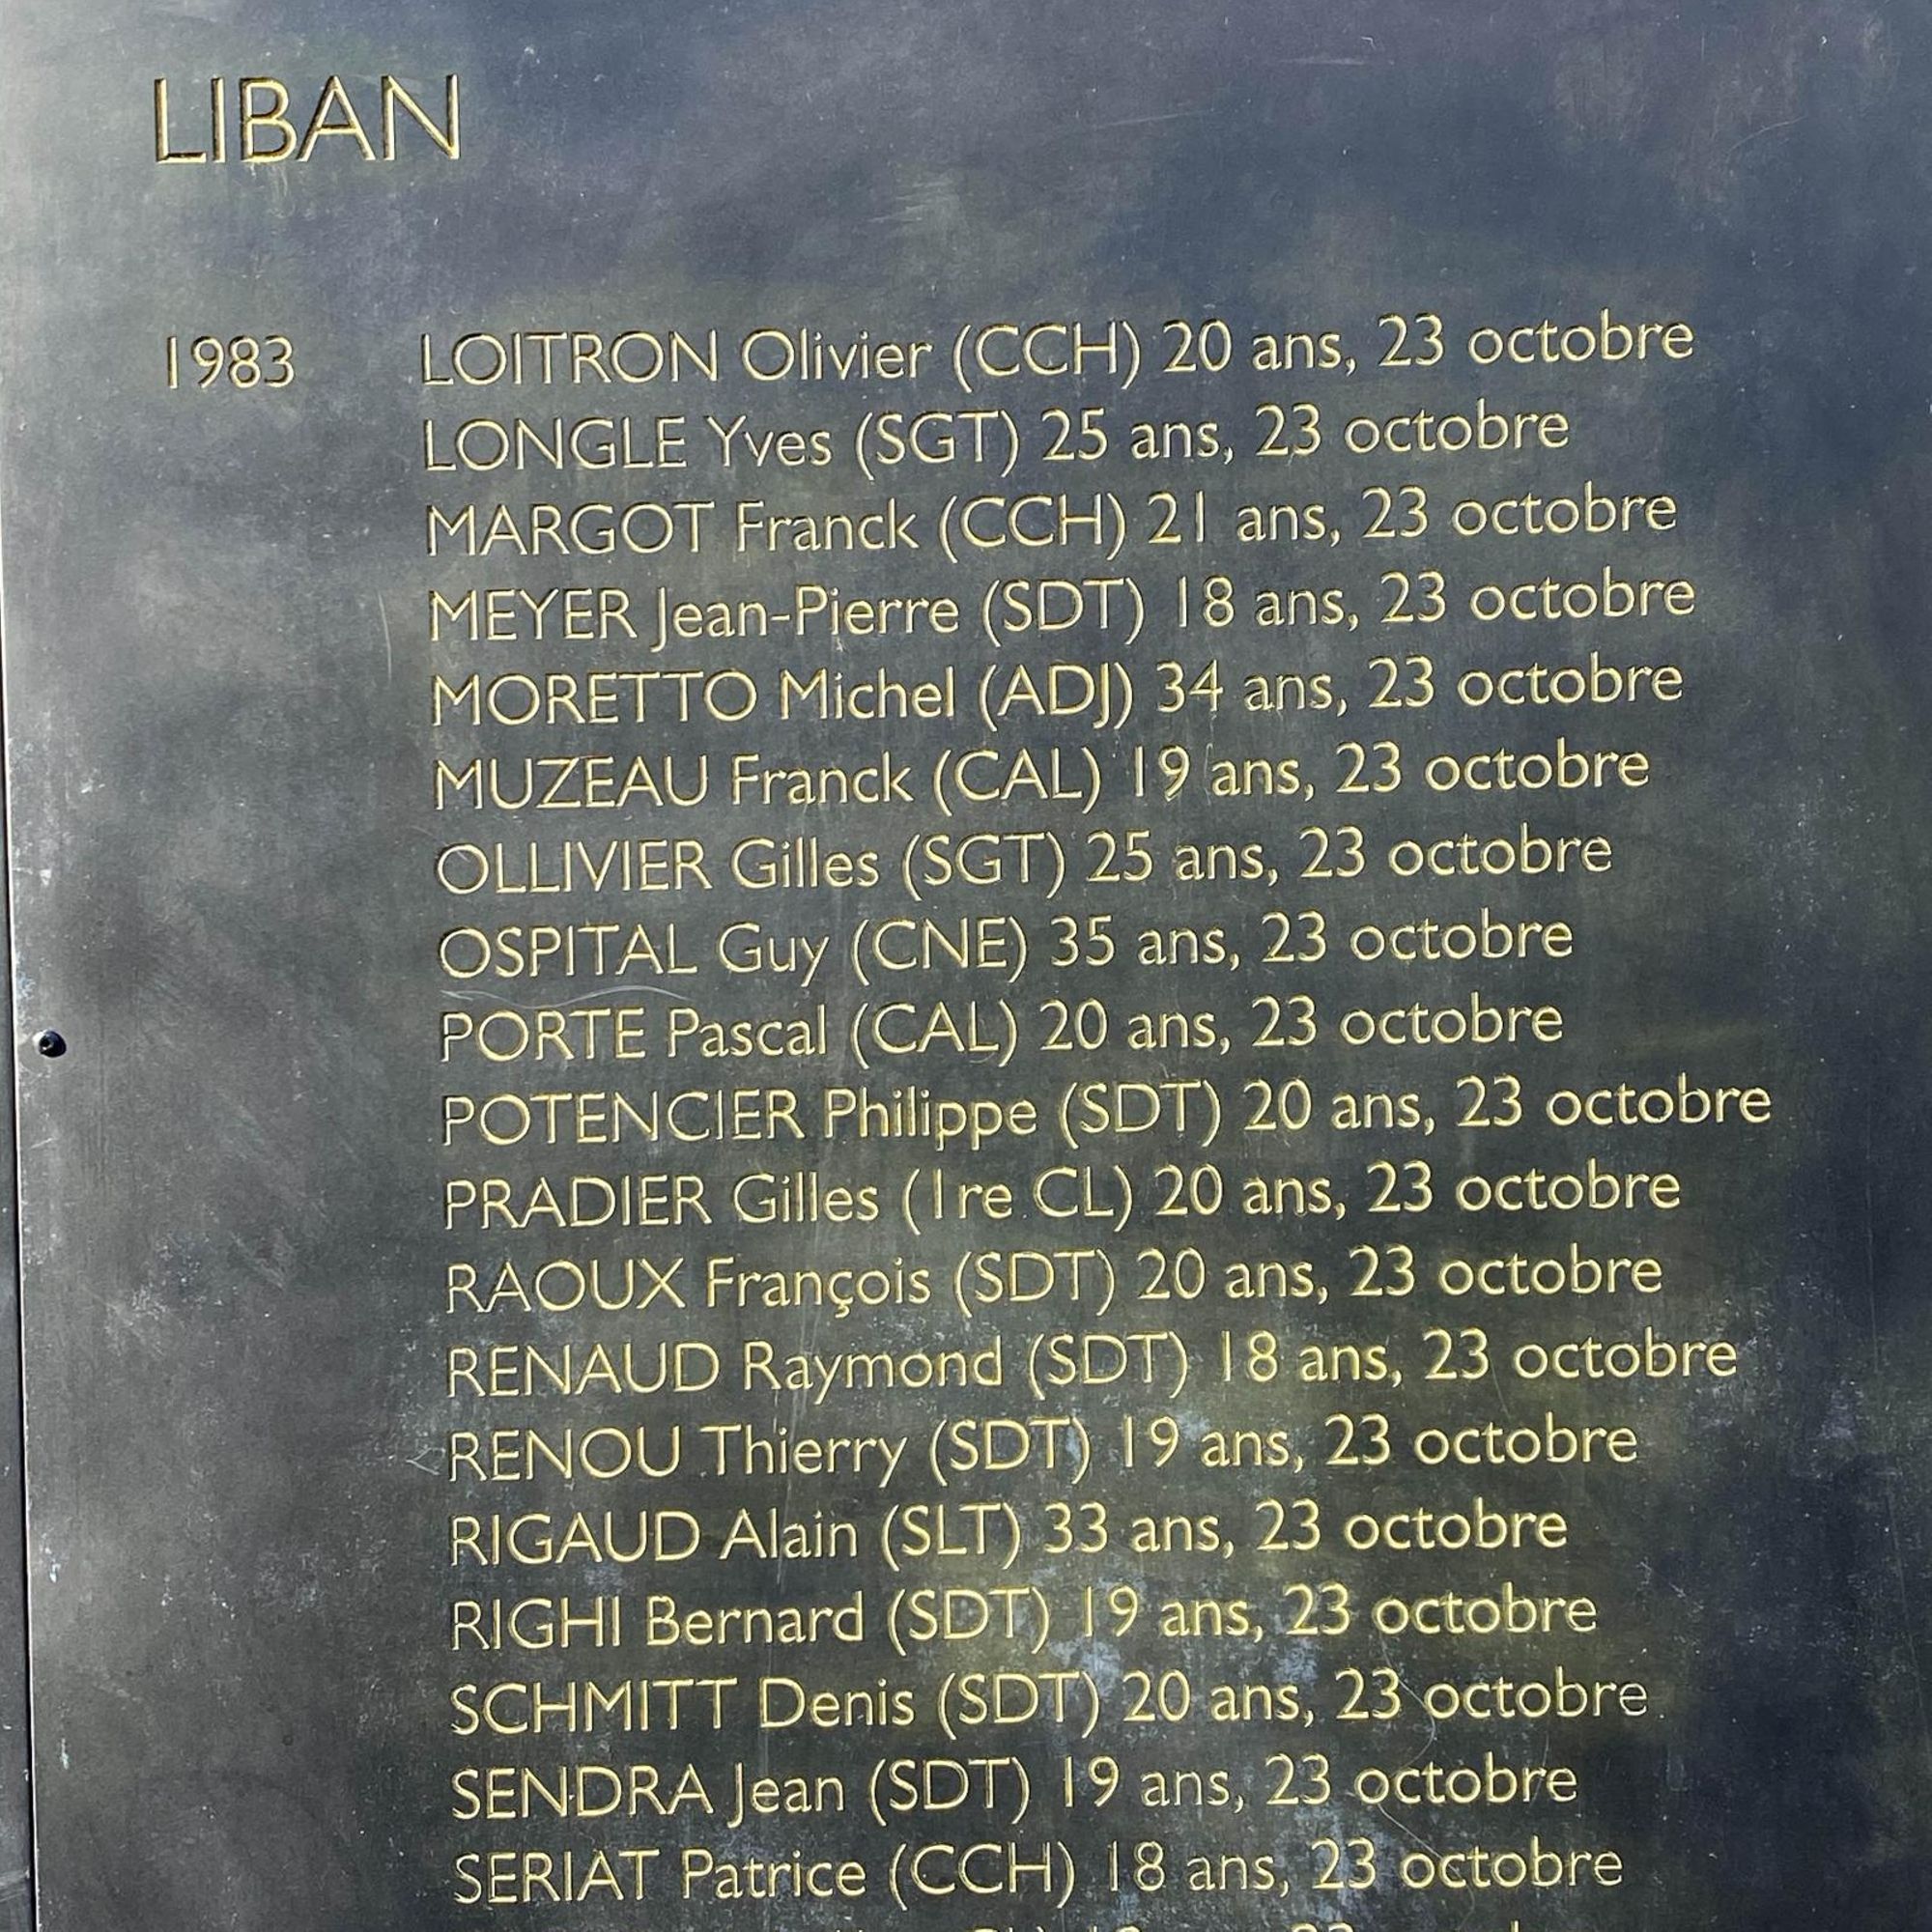 LIBAN
1983 LOITRON Olivier (CCH) 20 ans, 23 octobre
LONGLE Yves (SGT) 25 ans, 23 octobre
MARGOT Franck (CCH) 21 ans, 23 octobre
MEYER Jean-Pierre (SDT) 18 ans, 23 octobre
MORETTO Michel (ADJ) 34 ans, 23 octobre
MUZEAU Franck (CAL) 19 ans, 23 octobre
OLLIVIER Gilles (SGT) 25 ans, 23 octobre
OSPITAL Guy (CNE) 35 ans, 23 octobre
PORTE Pascal (CAL) 20 ans, 23 octobre
POTENCIER Philippe (SDT) 20 ans, 23 octobre
PRADIER Gilles (1re CL) 20 ans, 23 octobre
RAOUX François (SDT) 20 ans, 23 octobre
RENAUD Raymond (SDT) 18 ans, 23 octobre
RENOU Thierry (SDT) 19 ans, 23 octobre
RIGAUD Alain (SLT) 33 ans, 23 octobre
RIGHI Bernard (SDT) 19 ans, 23 octobre
SCHMITT Denis (SDT) 20 ans, 23 octobre
SENDRA Jean (SDT) 19 ans, 23 octobre
SERIAT Patrice (CCH) 18 ans, 23 octobre